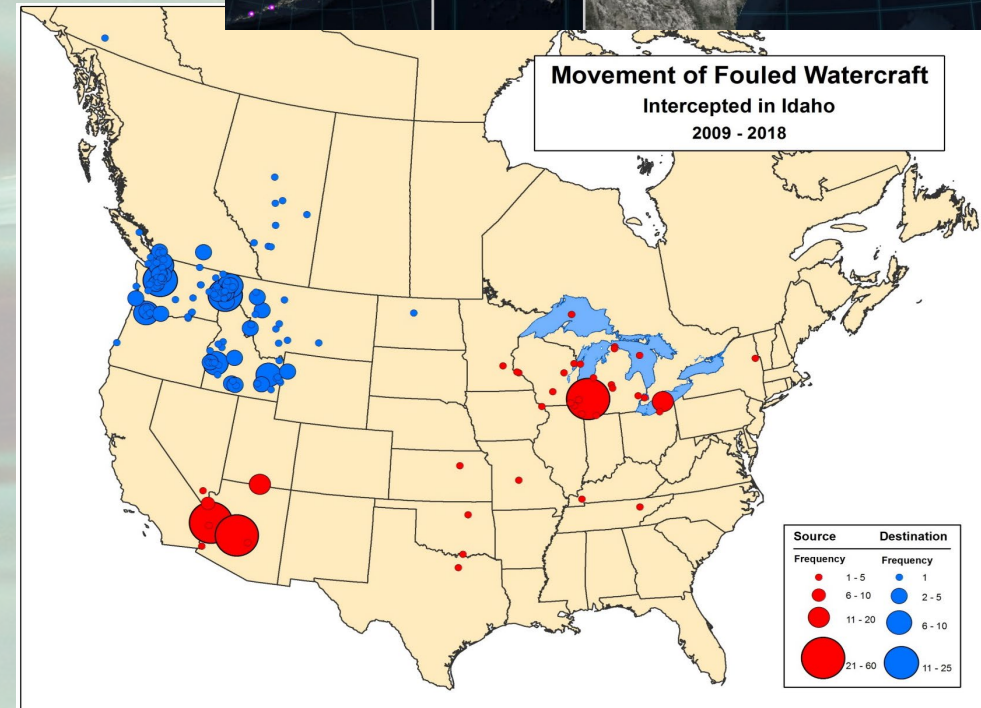 Movement of Fouled Watercraft
Intercepted in Idaho
2009 - 2018
Source Destination
Frequency Frequency
1 - 5 1
6 - 10 2 - 5
11 - 20 6 - 10
21 - 60 11 - 25